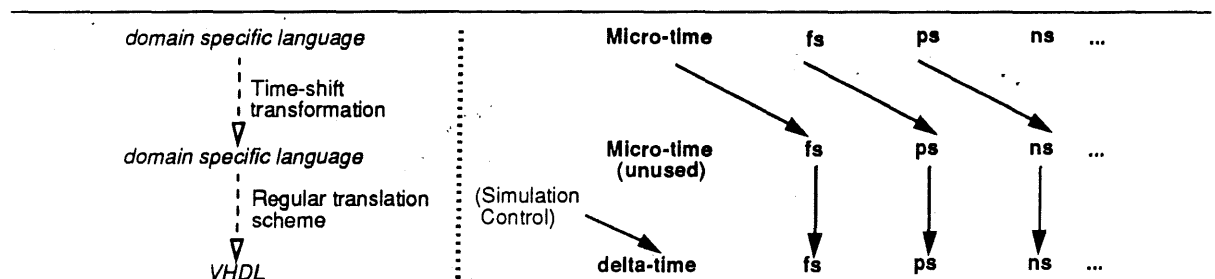 domain specific language
Micro-time fs ps ns ...
Time-shift
transformation
domain specific language
Micro-time fs ps ns ...
(unused)
Regular translation
scheme
(Simulation
Control)
VHDL
delta-time fs ps ns ...